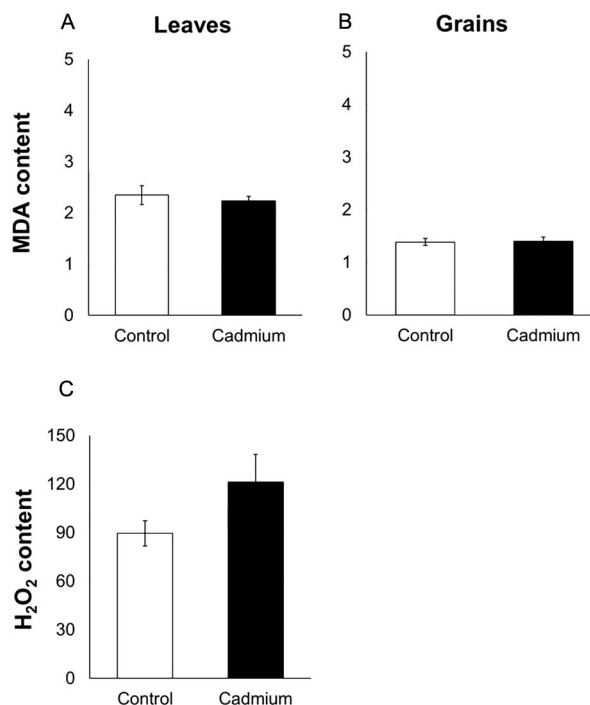 A
Leaves
B
Grains
MDA content
5
4
3
2
1
0
Control
Cadmium
5
4
3
2
1
0
Control
Cadmium
C
H₂O₂ content
150
120
90
60
30
0
Control
Cadmium